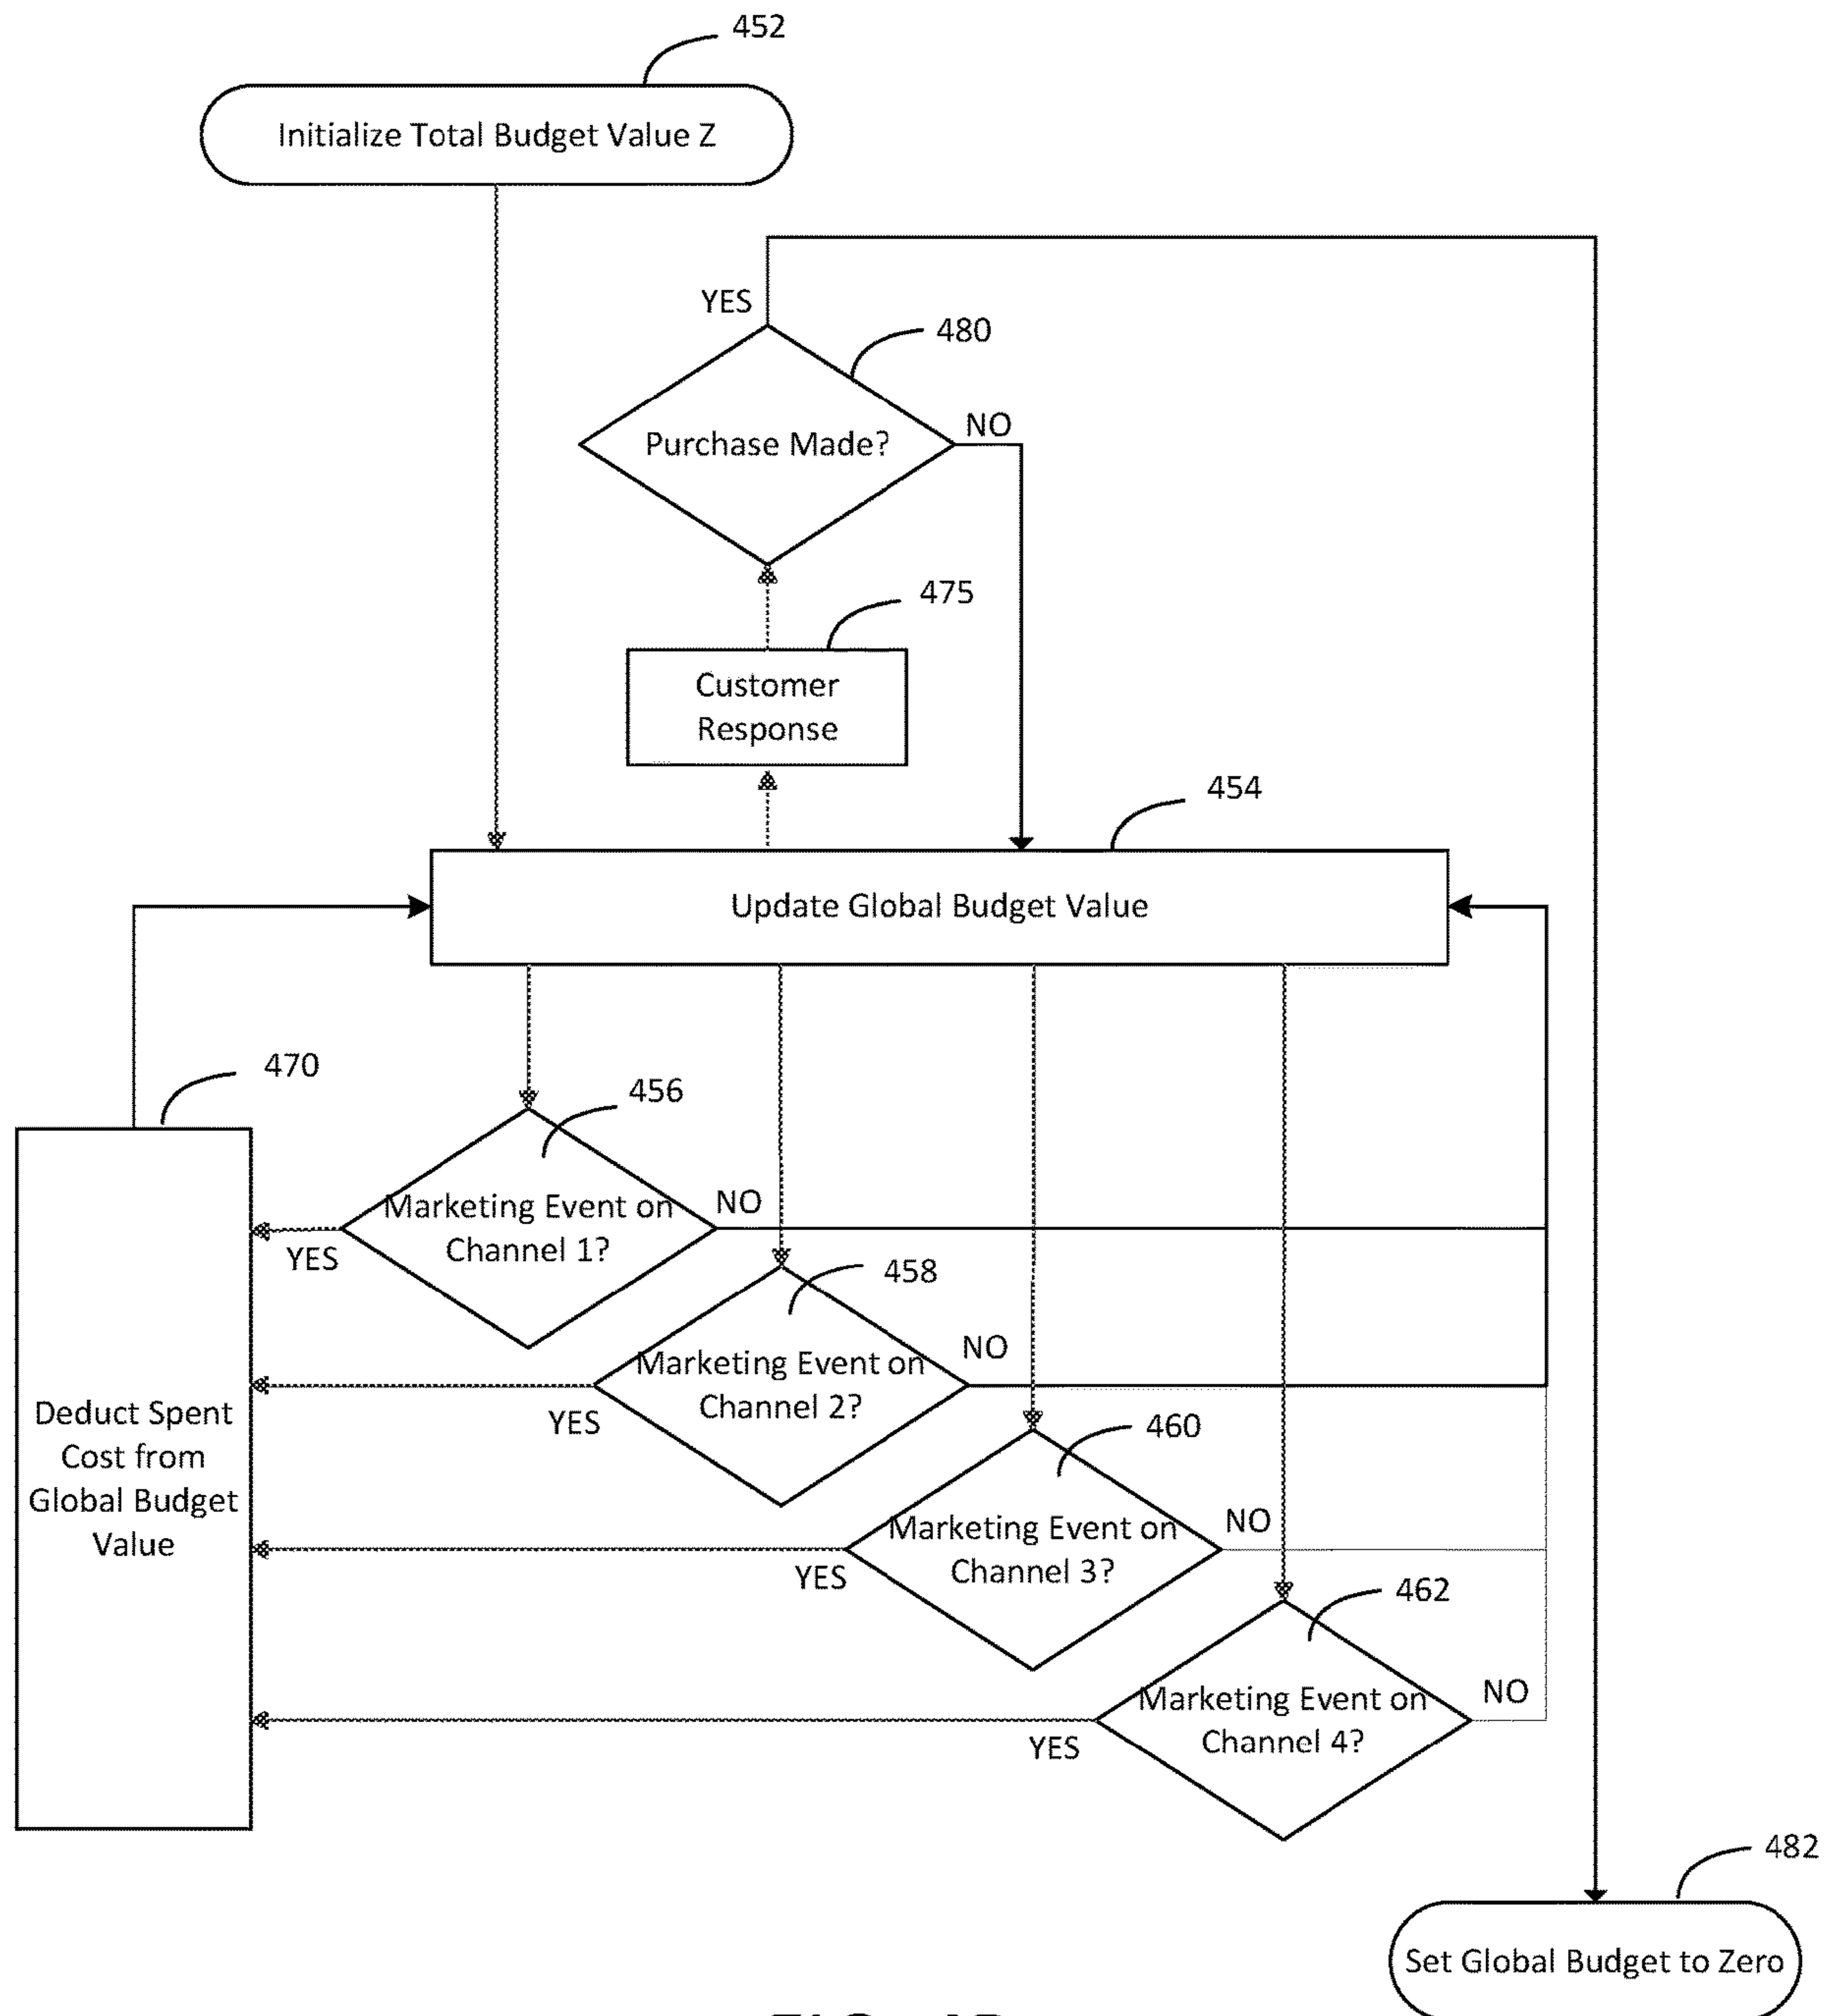 452
Initialize Total Budget Value Z
YES
480
Purchase Made?
NO
475
Customer
Response
454
Update Global Budget Value
470
456
Marketing Event on
Channel 1?
NO
YES
458
Marketing Event on
Channel 2?
NO
YES
Deduct Spent
Cost from
Global Budget
Value
460
Marketing Event on
Channel 3?
NO
YES
462
Marketing Event on
Channel 4?
NO
YES
482
Set Global Budget to Zero